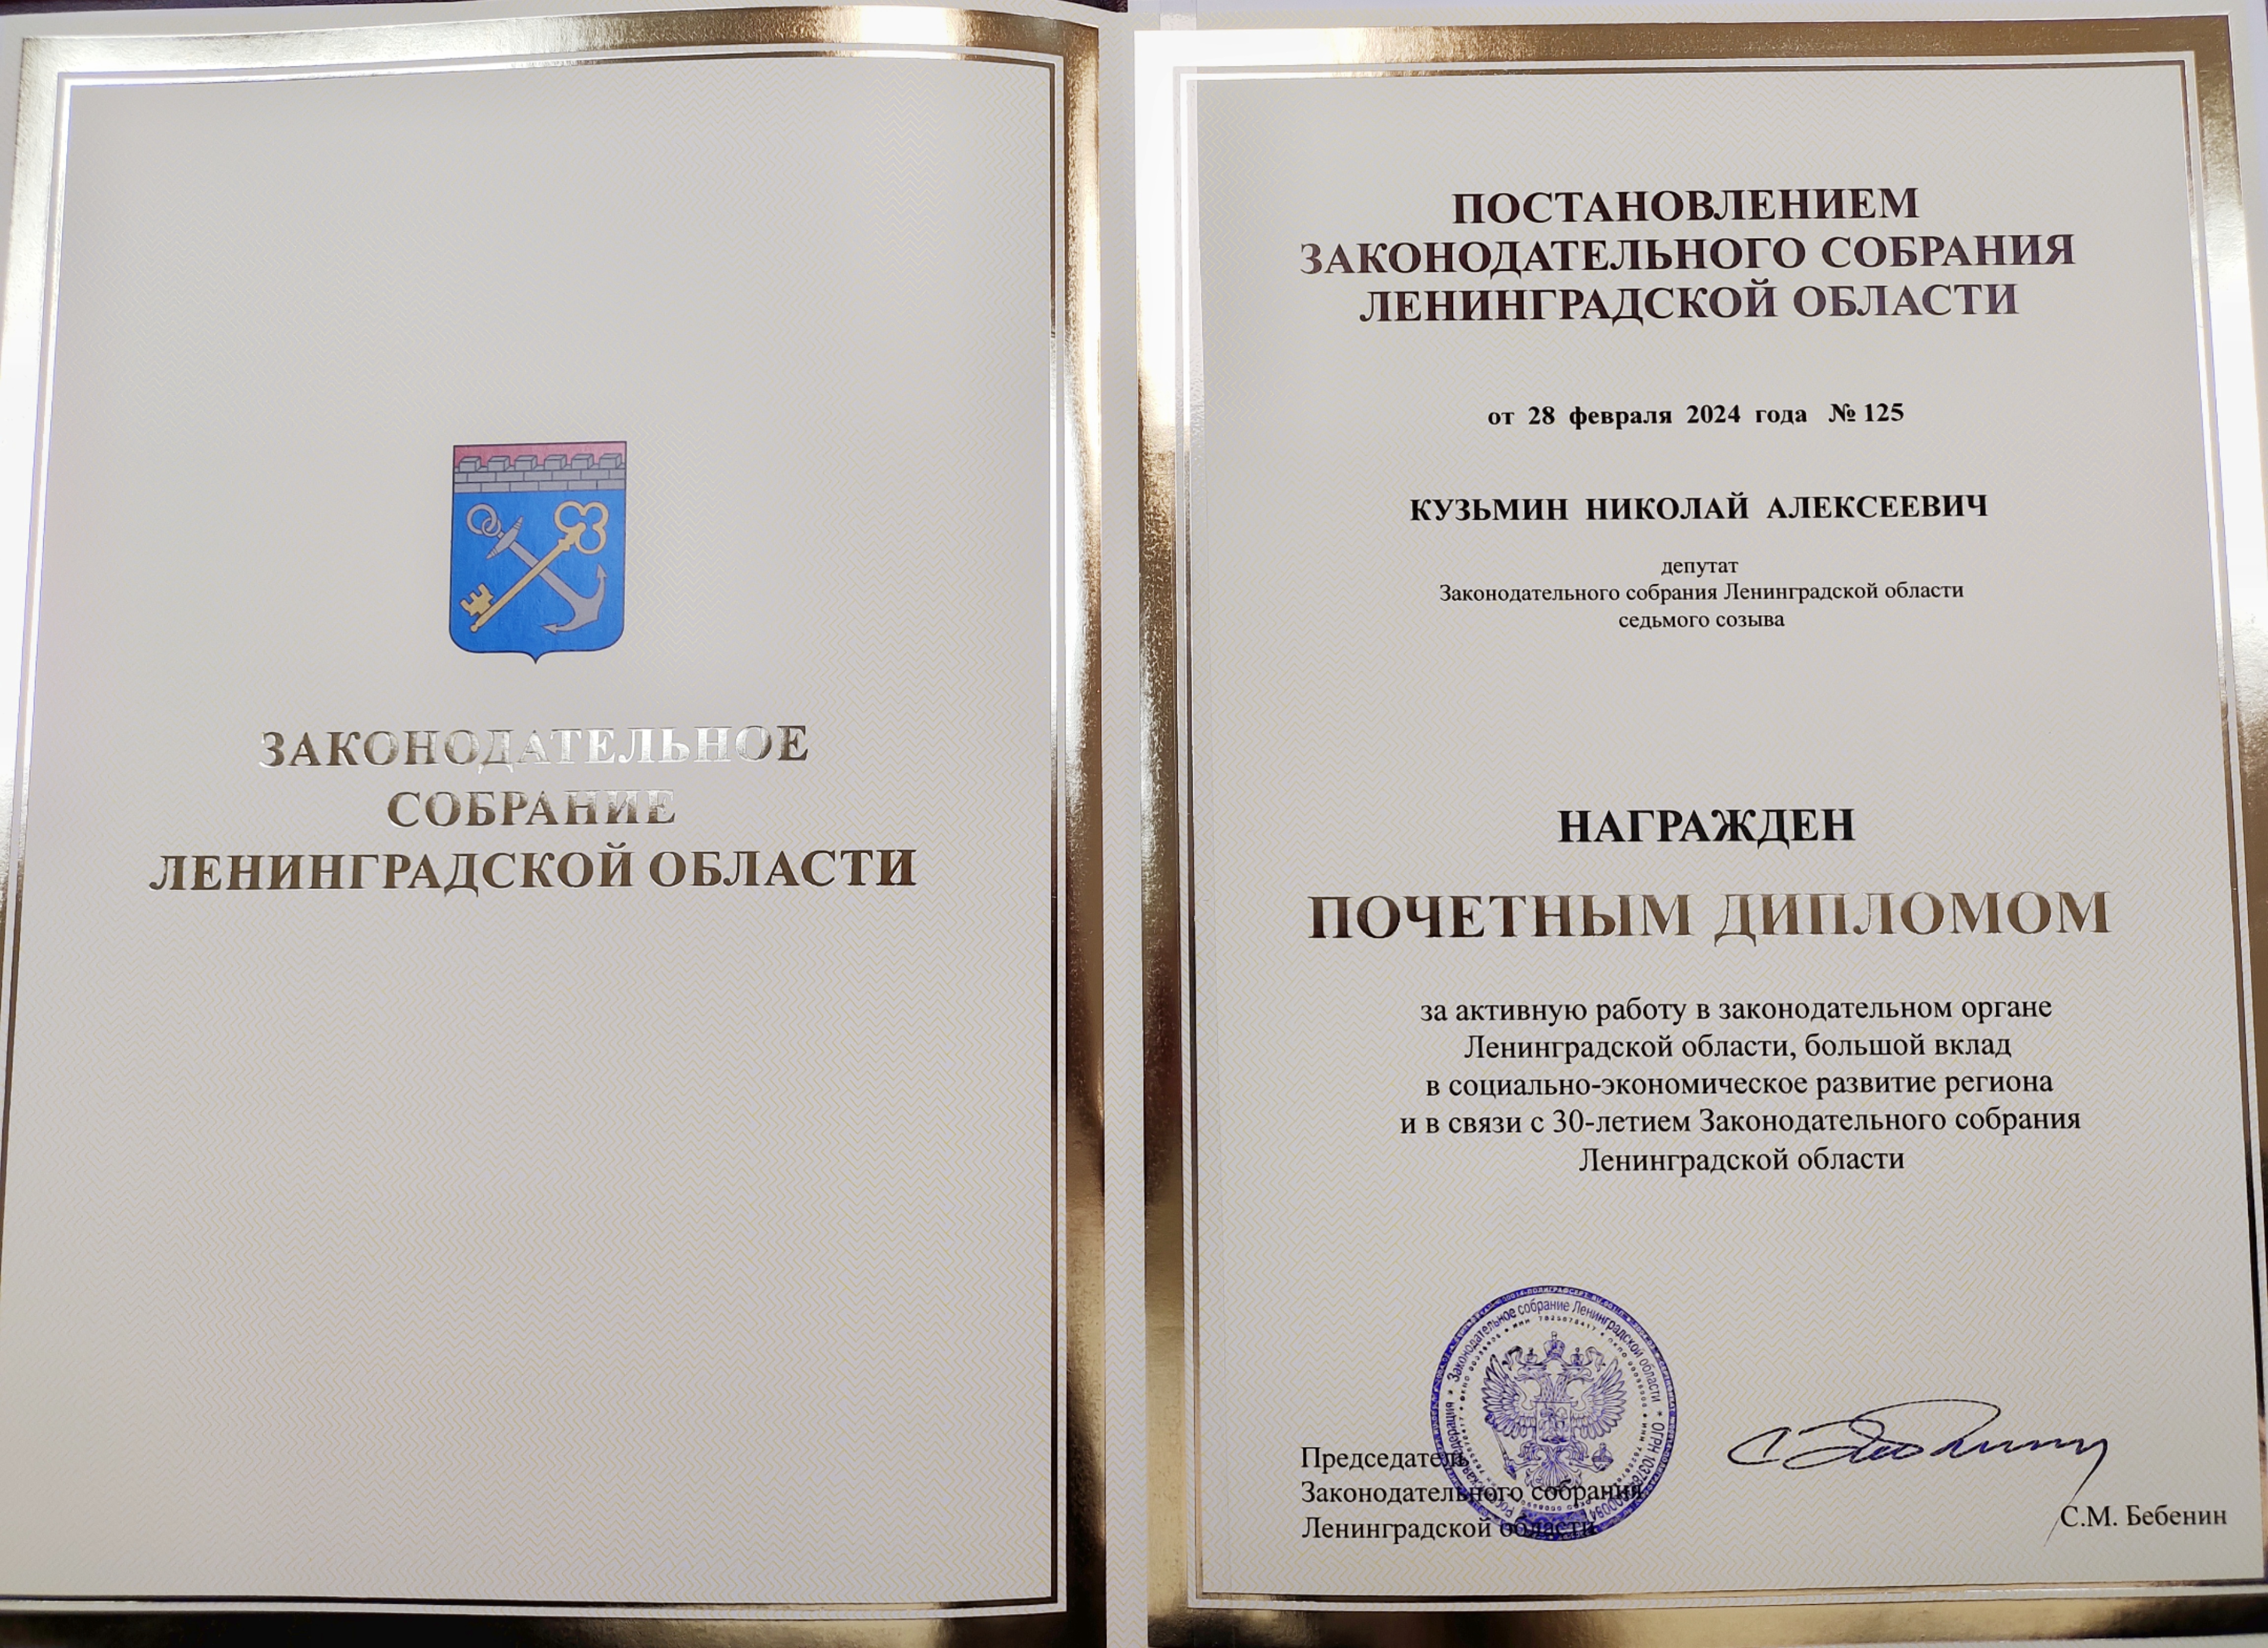 ЗАКОНОДАТЕЛЬНОЕ
СОБРАНИЕ
ЛЕНИНГРАДСКОЙ ОБЛАСТИ
ПОСТАНОВЛЕНИЕМ
ЗАКОНОДАТЕЛЬНОГО СОБРАНИЯ
ЛЕНИНГРАДСКОЙ ОБЛАСТИ
от 28 февраля 2024 года № 125
КУЗЬМИН НИКОЛАЙ АЛЕКСЕЕВИЧ
депутат
Законодательного собрания Ленинградской области
седьмого созыва
НАГРАЖДЕН
ПОЧЕТНЫМ ДИПЛОМОМ
за активную работу в законодательном органе
Ленинградской области, большой вклад
в социально-экономическое развитие региона
и в связи с 30-летием Законодательного собрания
Ленинградской области
Законодательное собрание Ленинградской области * ОГРН
Председатель
Законодательного собрания
Ленинградской области
С.М. Бебенин